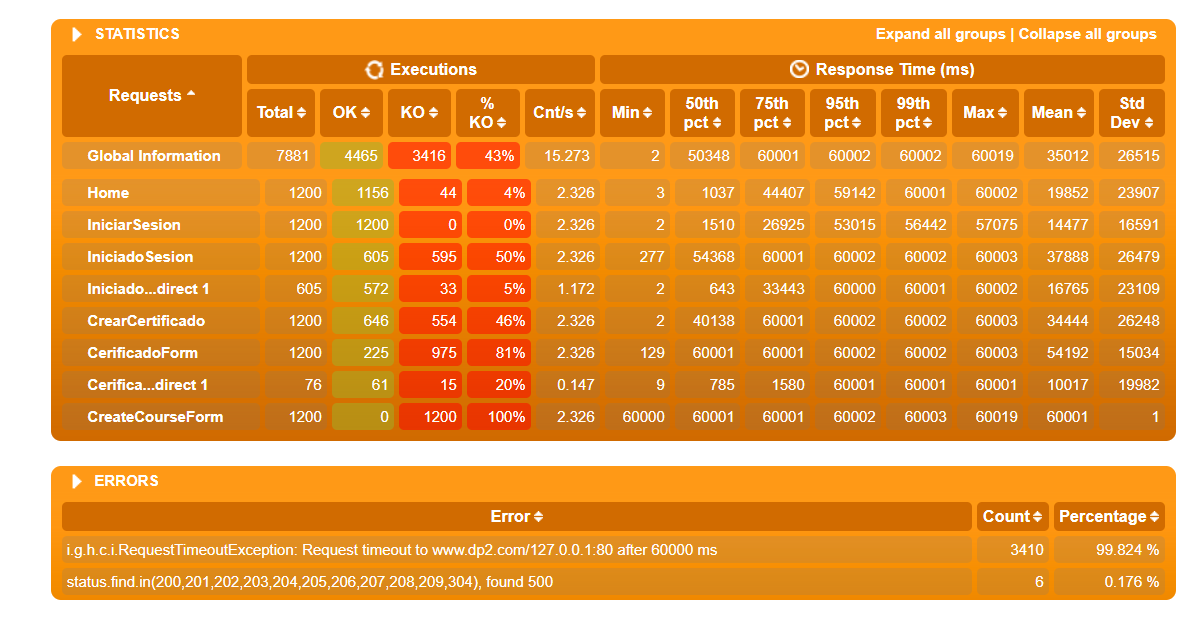 STATISTICS Expand all groups | Collapse all groups
Requests Executions Response Time (ms)
Total OK KO % KO Cnt/s Min 50th pct 75th pct 95th pct 99th pct Max Mean Std Dev
Global Information 7881 4465 3416 43% 15.273 2 50348 60001 60002 60002 60019 35012 26515
Home 1200 1156 44 4% 2.326 3 1037 44407 59142 60001 60002 19852 23907
IniciarSesion 1200 1200 0 0% 2.326 2 1510 26925 53015 56442 57075 14477 16591
IniciadoSesion 1200 605 595 50% 2.326 277 54368 60001 60002 60002 60003 37888 26479
Iniciado...direct 1 605 572 33 5% 1.172 2 643 33443 60000 60001 60002 16765 23109
CrearCertificado 1200 646 554 46% 2.326 2 40138 60001 60002 60002 60003 34444 26248
CerificadoForm 1200 225 975 81% 2.326 129 60001 60001 60002 60002 60003 54192 15034
Cerifica...direct 1 76 61 15 20% 0.147 9 785 1580 60001 60001 60001 10017 19982
CreateCourseForm 1200 0 1200 100% 2.326 60000 60001 60001 60002 60003 60019 60001 1
ERRORS
Error Count Percentage
i.g.h.c.i.RequestTimeoutException: Request timeout to www.dp2.com/127.0.0.1:80 after 60000 ms 3410 99.824 %
status.find.in(200,201,202,203,204,205,206,207,208,209,304), found 500 6 0.176 %